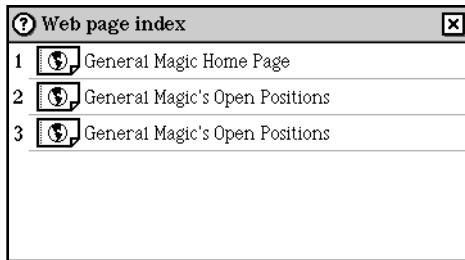 Web page index
1 General Magic Home Page
2 General Magic's Open Positions
3 General Magic's Open Positions